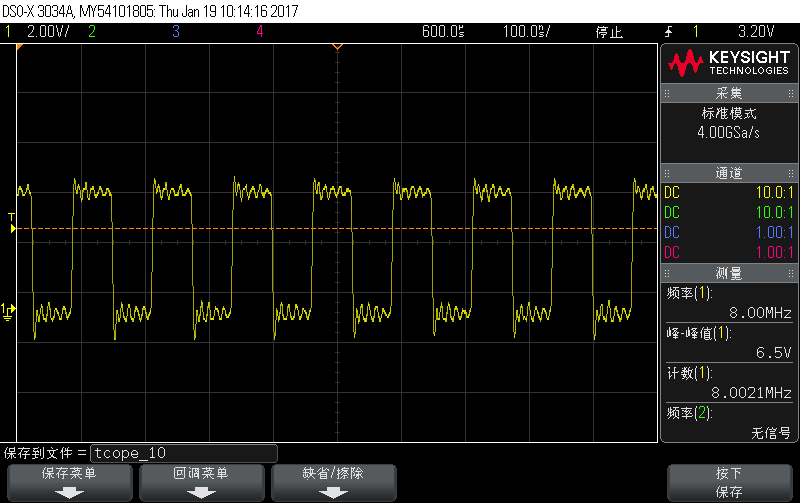 DSO-X 3034A, MY54101805: Thu Jan 19 10:14:16 2017
1 2.00V/ 2 3 4 600.0ns 100.0ns/ 停止 1 3.20V
KEYSIGHT
TECHNOLOGIES
采集
标准模式
4.00GSa/s
通道
DC 10.0:1
DC 10.0:1
DC 1.00:1
DC 1.00:1
测量
频率(1):
8.00MHz
峰-峰值(1):
6.5V
计数(1):
8.0021MHz
频率(2):
无信号
T
1
保存到文件 = tcope_10
保存菜单 回调菜单 缺省/擦除 按下
保存